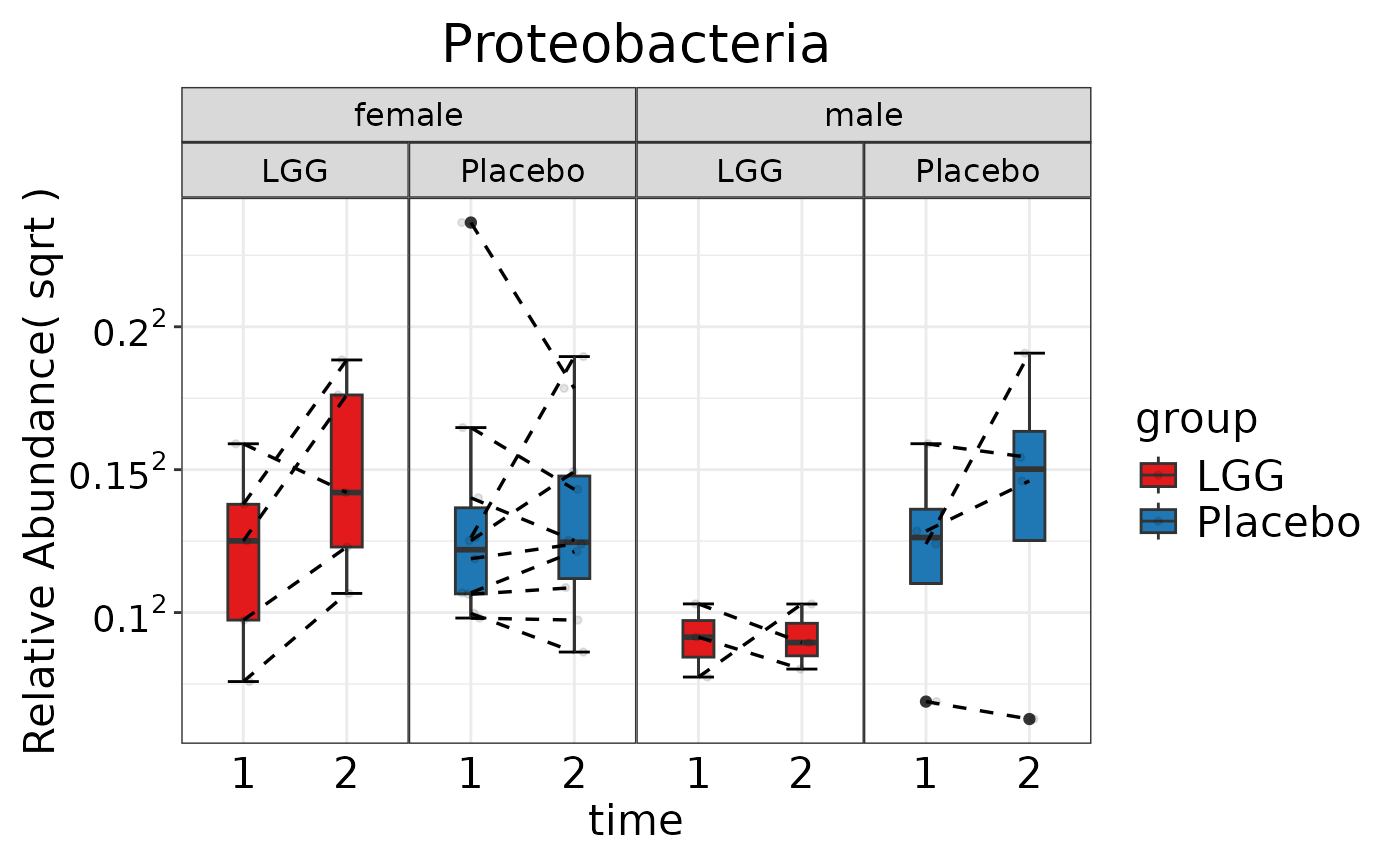 Proteobacteria
female male
LGG Placebo LGG Placebo
Relative Abundance( sqrt )
0.2²
0.15²
0.1²
1 2 1 2 1 2 1 2
time
group
LGG
Placebo